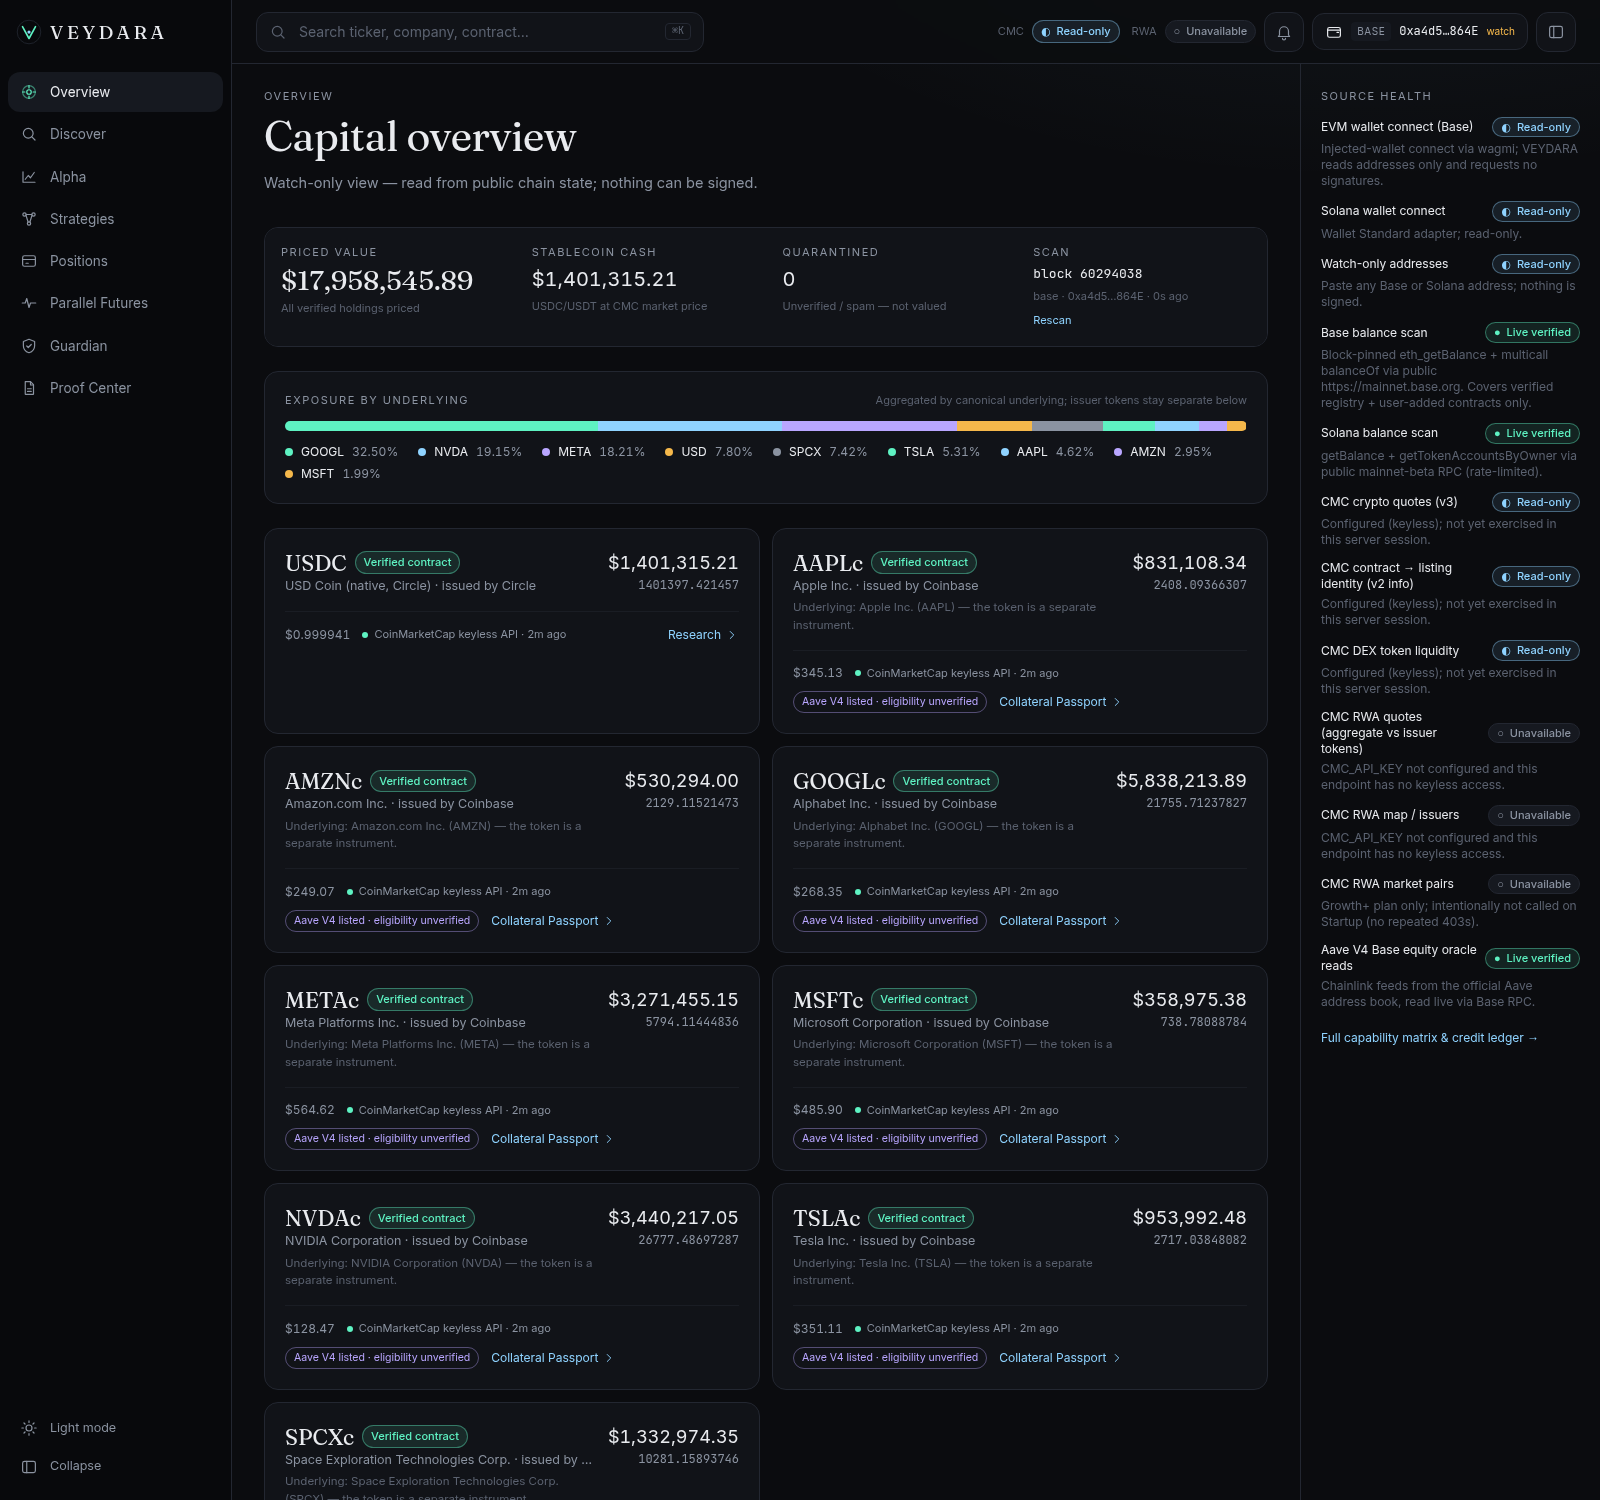 VEYDARA
Overview
Discover
Alpha
Strategies
Positions
Parallel Futures
Guardian
Proof Center
Light mode
Collapse
Search ticker, company, contract... ⌘K
CMC ◐ Read-only RWA ○ Unavailable BASE 0xa4d5…864E watch
OVERVIEW
Capital overview
Watch-only view — read from public chain state; nothing can be signed.
PRICED VALUE
$17,958,545.89
All verified holdings priced
STABLECOIN CASH
$1,401,315.21
USDC/USDT at CMC market price
QUARANTINED
0
Unverified / spam — not valued
SCAN
block 60294038
base · 0xa4d5…864E · 0s ago
Rescan
EXPOSURE BY UNDERLYING
Aggregated by canonical underlying; issuer tokens stay separate below
GOOGL 32.50% NVDA 19.15% META 18.21% USD 7.80% SPCX 7.42% TSLA 5.31% AAPL 4.62% AMZN 2.95%
MSFT 1.99%
USDC Verified contract $1,401,315.21
USD Coin (native, Circle) · issued by Circle 1401397.421457
$0.999941 CoinMarketCap keyless API · 2m ago Research
AAPLc Verified contract $831,108.34
Apple Inc. · issued by Coinbase 2408.09366307
Underlying: Apple Inc. (AAPL) — the token is a separate
instrument.
$345.13 CoinMarketCap keyless API · 2m ago
Aave V4 listed · eligibility unverified Collateral Passport
AMZNc Verified contract $530,294.00
Amazon.com Inc. · issued by Coinbase 2129.11521473
Underlying: Amazon.com Inc. (AMZN) — the token is a
separate instrument.
$249.07 CoinMarketCap keyless API · 2m ago
Aave V4 listed · eligibility unverified Collateral Passport
GOOGLc Verified contract $5,838,213.89
Alphabet Inc. · issued by Coinbase 21755.71237827
Underlying: Alphabet Inc. (GOOGL) — the token is a
separate instrument.
$268.35 CoinMarketCap keyless API · 2m ago
Aave V4 listed · eligibility unverified Collateral Passport
METAc Verified contract $3,271,455.15
Meta Platforms Inc. · issued by Coinbase 5794.11444836
Underlying: Meta Platforms Inc. (META) — the token is a
separate instrument.
$564.62 CoinMarketCap keyless API · 2m ago
Aave V4 listed · eligibility unverified Collateral Passport
MSFTc Verified contract $358,975.38
Microsoft Corporation · issued by Coinbase 738.78088784
Underlying: Microsoft Corporation (MSFT) — the token is a
separate instrument.
$485.90 CoinMarketCap keyless API · 2m ago
Aave V4 listed · eligibility unverified Collateral Passport
NVDAc Verified contract $3,440,217.05
NVIDIA Corporation · issued by Coinbase 26777.48697287
Underlying: NVIDIA Corporation (NVDA) — the token is a
separate instrument.
$128.47 CoinMarketCap keyless API · 2m ago
Aave V4 listed · eligibility unverified Collateral Passport
TSLAc Verified contract $953,992.48
Tesla Inc. · issued by Coinbase 2717.03848082
Underlying: Tesla Inc. (TSLA) — the token is a separate
instrument.
$351.11 CoinMarketCap keyless API · 2m ago
Aave V4 listed · eligibility unverified Collateral Passport
SPCXc Verified contract $1,332,974.35
Space Exploration Technologies Corp. · issued by ... 10281.15893746
Underlying: Space Exploration Technologies Corp.
(SPCX) — the token is a separate instrument.
SOURCE HEALTH
EVM wallet connect (Base) ◐ Read-only
Injected-wallet connect via wagmi; VEYDARA
reads addresses only and requests no
signatures.
Solana wallet connect ◐ Read-only
Wallet Standard adapter; read-only.
Watch-only addresses ◐ Read-only
Paste any Base or Solana address; nothing is
signed.
Base balance scan ● Live verified
Block-pinned eth_getBalance + multicall
balanceOf via public
https://mainnet.base.org. Covers verified
registry + user-added contracts only.
Solana balance scan ● Live verified
getBalance + getTokenAccountsByOwner via
public mainnet-beta RPC (rate-limited).
CMC crypto quotes (v3) ◐ Read-only
Configured (keyless); not yet exercised in
this server session.
CMC contract → listing
identity (v2 info) ◐ Read-only
Configured (keyless); not yet exercised in
this server session.
CMC DEX token liquidity ◐ Read-only
Configured (keyless); not yet exercised in
this server session.
CMC RWA quotes
(aggregate vs issuer ○ Unavailable
tokens)
CMC_API_KEY not configured and this
endpoint has no keyless access.
CMC RWA map / issuers ○ Unavailable
CMC_API_KEY not configured and this
endpoint has no keyless access.
CMC RWA market pairs ○ Unavailable
Growth+ plan only; intentionally not called on
Startup (no repeated 403s).
Aave V4 Base equity oracle
reads ● Live verified
Chainlink feeds from the official Aave
address book, read live via Base RPC.
Full capability matrix & credit ledger →